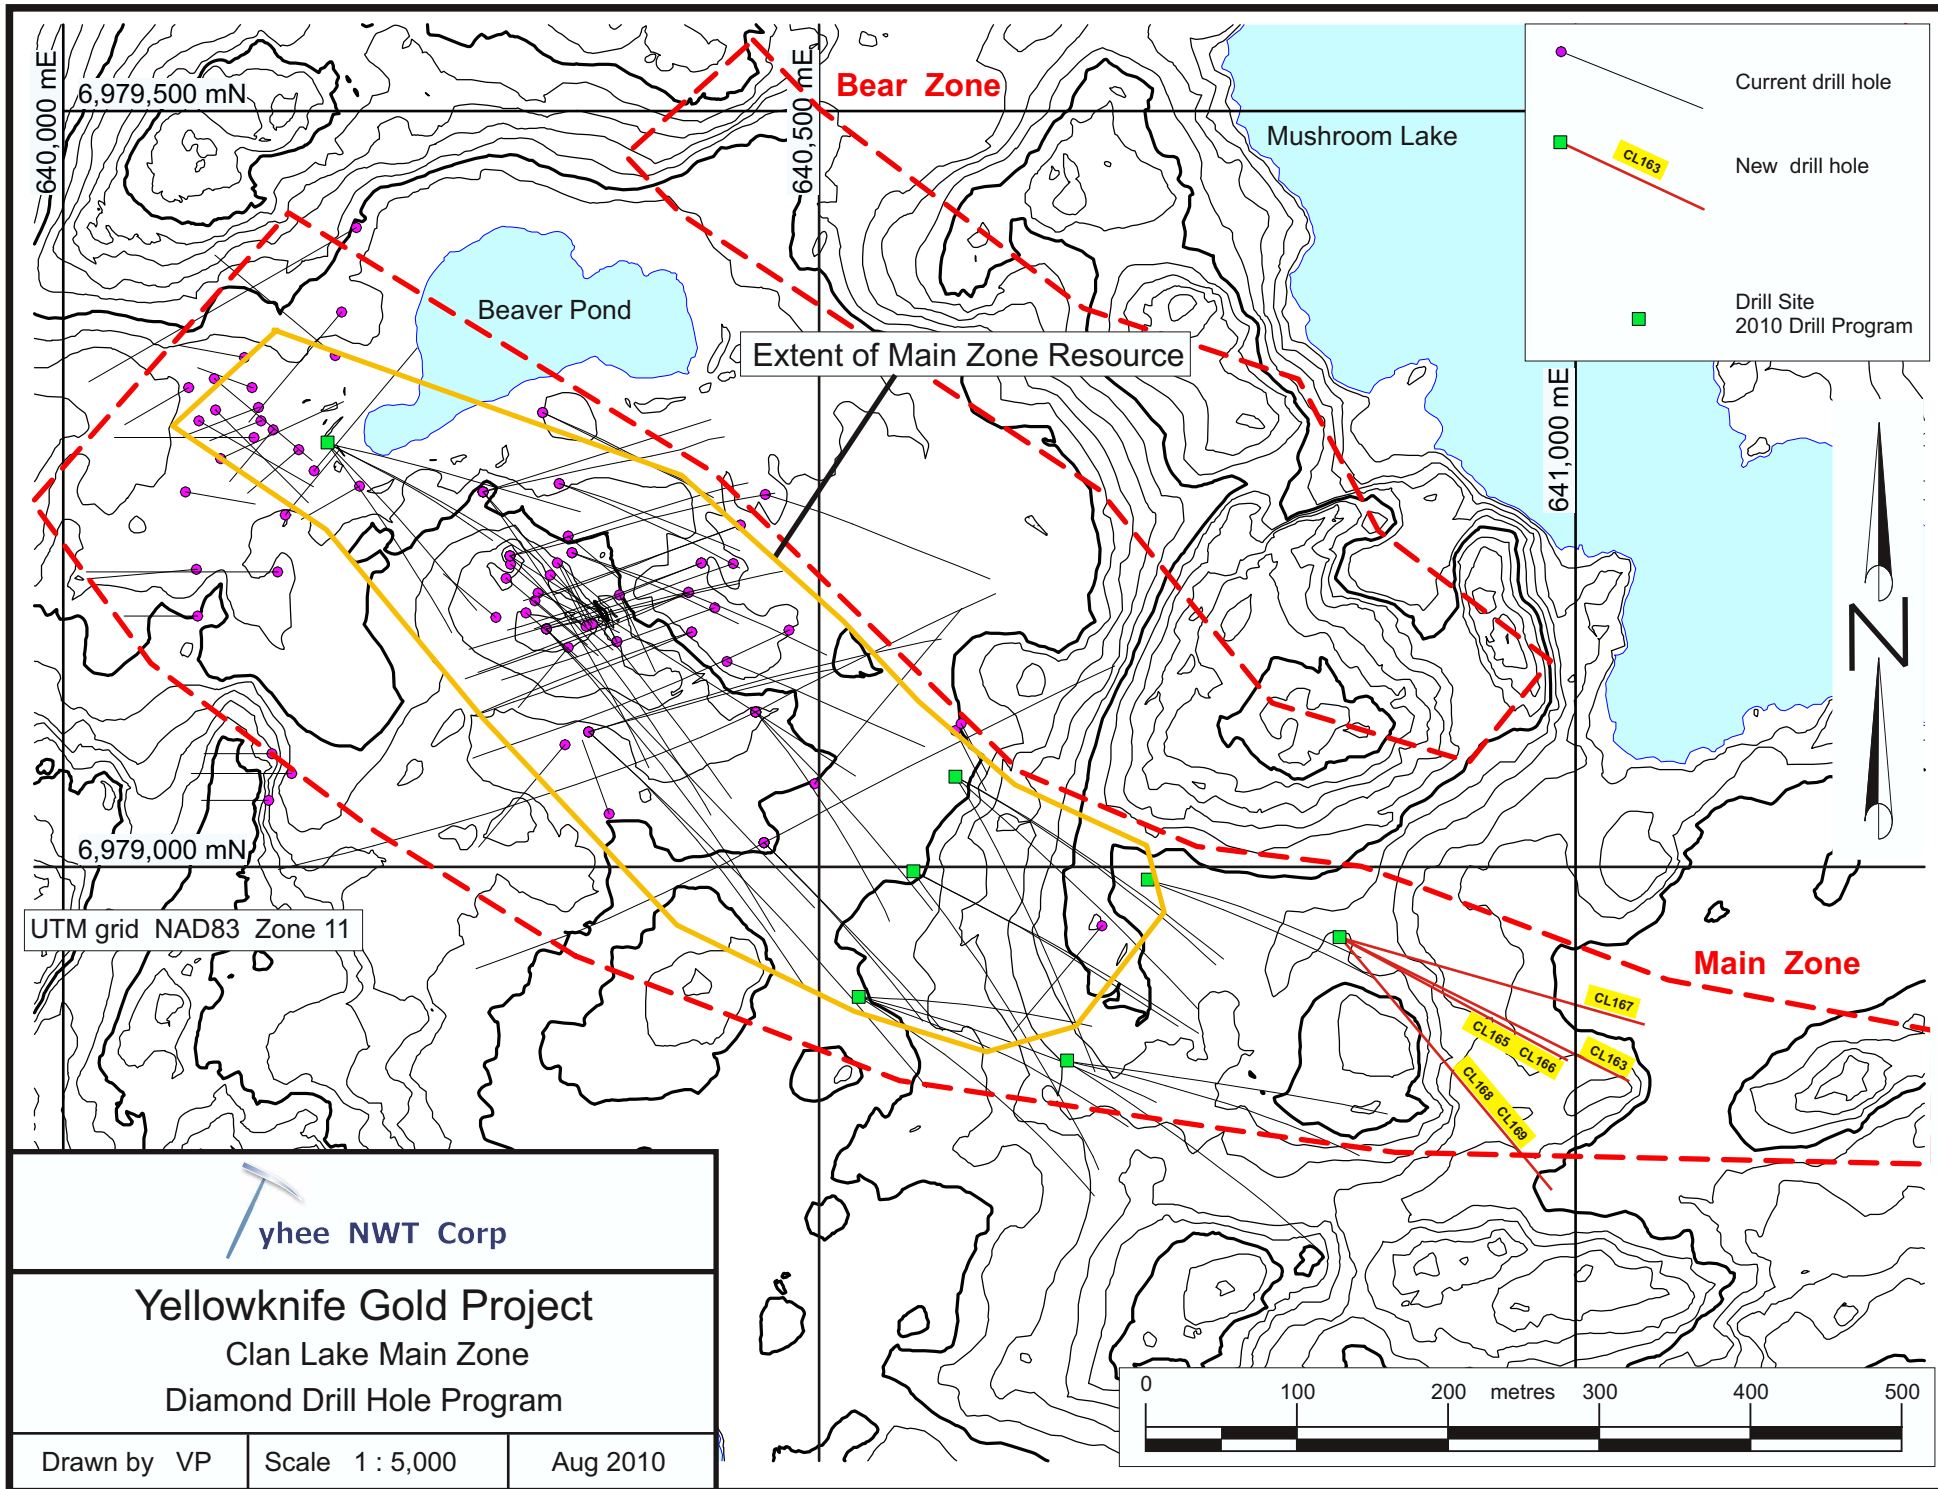 640,000 mE
6,979,500 mN
640,500 mE
Bear Zone
Mushroom Lake
Current drill hole
CL163
New drill hole
Drill Site
2010 Drill Program
Beaver Pond
Extent of Main Zone Resource
641,000 mE
N
6,979,000 mN
UTM grid NAD83 Zone 11
Main Zone
CL167
CL165 CL166
CL163
CL168 CL169
yhee NWT Corp
Yellowknife Gold Project
Clan Lake Main Zone
Diamond Drill Hole Program
Drawn by VP
Scale 1 : 5,000
Aug 2010
0 100 200 metres 300 400 500